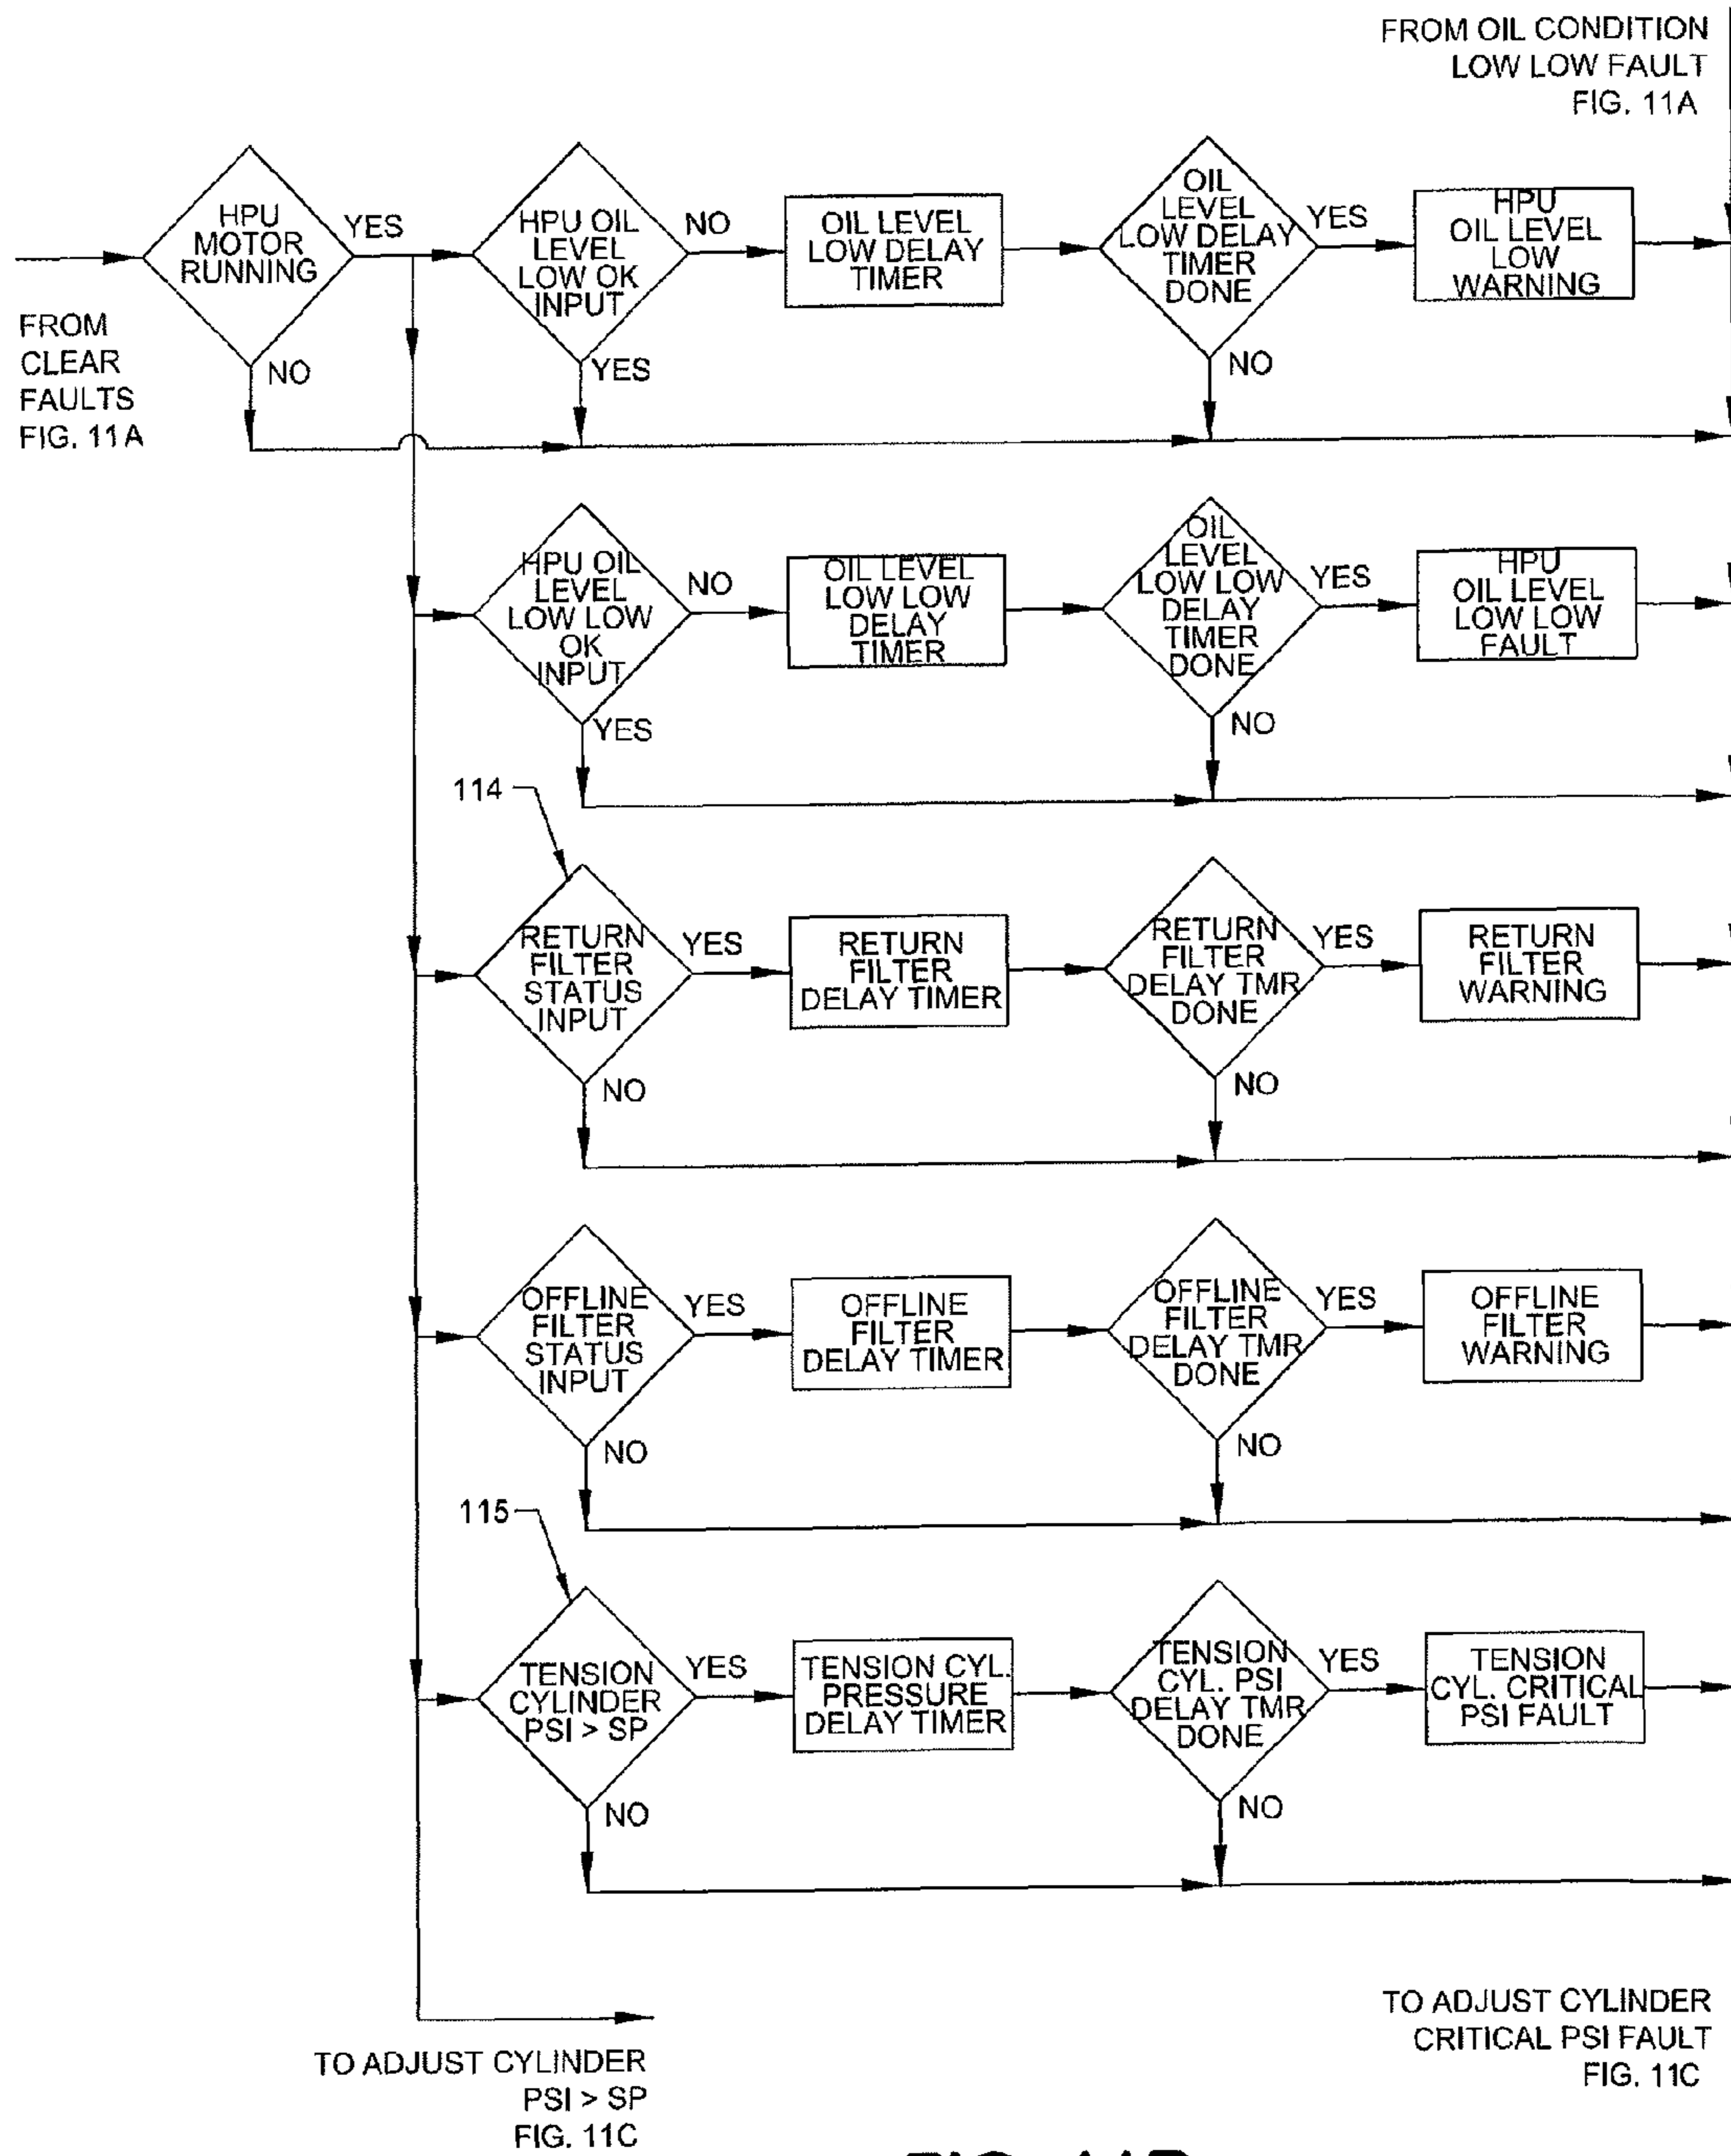 FROM OIL CONDITION
LOW LOW FAULT
FIG. 11A
HPU
MOTOR
RUNNING
YES
NO
FROM
CLEAR
FAULTS
FIG. 11A
HPU OIL
LEVEL
LOW OK
INPUT
NO
YES
OIL LEVEL
LOW DELAY
TIMER
OIL
LEVEL
LOW DELAY
TIMER
DONE
YES
NO
HPU
OIL LEVEL
LOW
WARNING
HPU OIL
LEVEL
LOW LOW
OK
INPUT
NO
YES
OIL LEVEL
LOW LOW
DELAY
TIMER
OIL
LEVEL
LOW LOW
DELAY
TIMER
DONE
YES
NO
HPU
OIL LEVEL
LOW LOW
FAULT
114
RETURN
FILTER
STATUS
INPUT
YES
NO
RETURN
FILTER
DELAY TIMER
RETURN
FILTER
DELAY TMR
DONE
YES
NO
RETURN
FILTER
WARNING
OFFLINE
FILTER
STATUS
INPUT
YES
NO
OFFLINE
FILTER
DELAY TIMER
OFFLINE
FILTER
DELAY TMR
DONE
YES
NO
OFFLINE
FILTER
WARNING
115
TENSION
CYLINDER
PSI > SP
YES
NO
TENSION CYL.
PRESSURE
DELAY TIMER
TENSION
CYL. PSI
DELAY TMR
DONE
YES
NO
TENSION
CYL. CRITICAL
PSI FAULT
TO ADJUST CYLINDER
PSI > SP
FIG. 11C
TO ADJUST CYLINDER
CRITICAL PSI FAULT
FIG. 11C